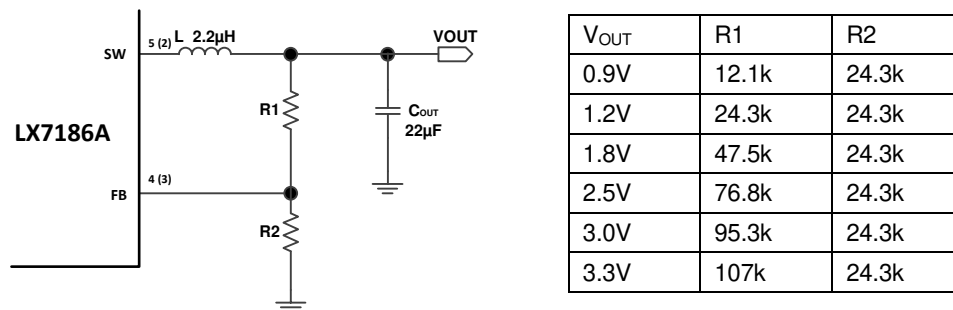 5 (2) L 2.2µH
VOUT
SW
R1
COUT
22µF
LX7186A
4 (3)
FB
R2
VOUT R1 R2
0.9V 12.1k 24.3k
1.2V 24.3k 24.3k
1.8V 47.5k 24.3k
2.5V 76.8k 24.3k
3.0V 95.3k 24.3k
3.3V 107k 24.3k